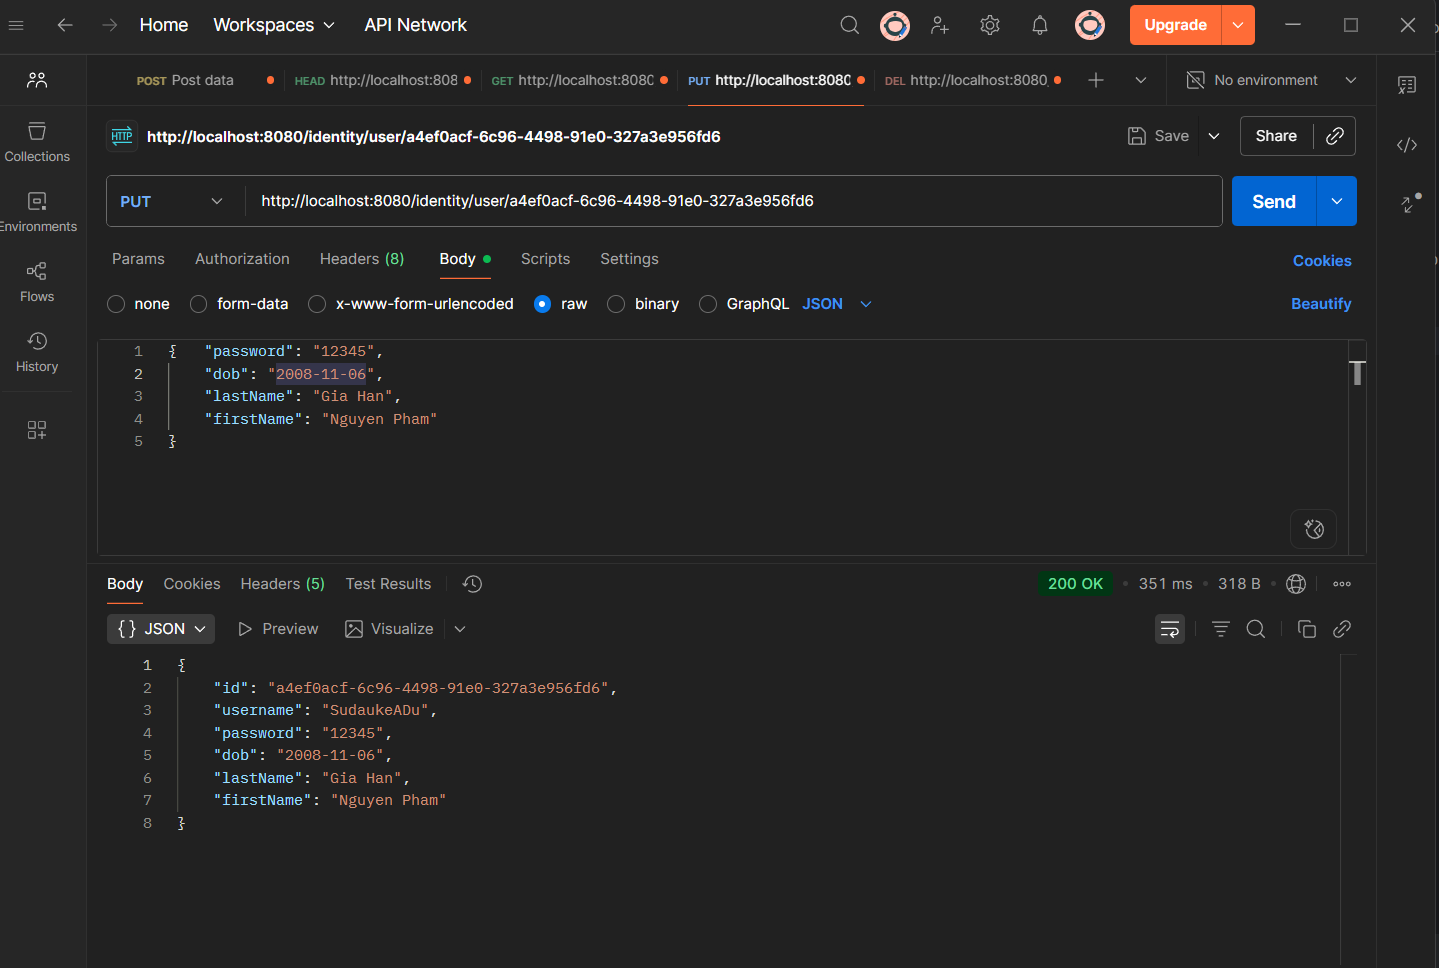 Home Workspaces API Network Upgrade
POST Post data HEAD http://localhost:808 GET http://localhost:8080 PUT http://localhost:8080 DEL http://localhost:8080, No environment
HTTP http://localhost:8080/identity/user/a4ef0acf-6c96-4498-91e0-327a3e956fd6 Save Share
PUT http://localhost:8080/identity/user/a4ef0acf-6c96-4498-91e0-327a3e956fd6 Send
Collections
Environments
Flows
History
Params Authorization Headers (8) Body Scripts Settings Cookies
none form-data x-www-form-urlencoded raw binary GraphQL JSON Beautify
1 { "password": "12345",
2 "dob": "2008-11-06",
3 "lastName": "Gia Han",
4 "firstName": "Nguyen Pham"
5 }
Body Cookies Headers (5) Test Results 200 OK 351 ms 318 B
{} JSON Preview Visualize
1 {
2 "id": "a4ef0acf-6c96-4498-91e0-327a3e956fd6",
3 "username": "SudaukeADu",
4 "password": "12345",
5 "dob": "2008-11-06",
6 "lastName": "Gia Han",
7 "firstName": "Nguyen Pham"
8 }